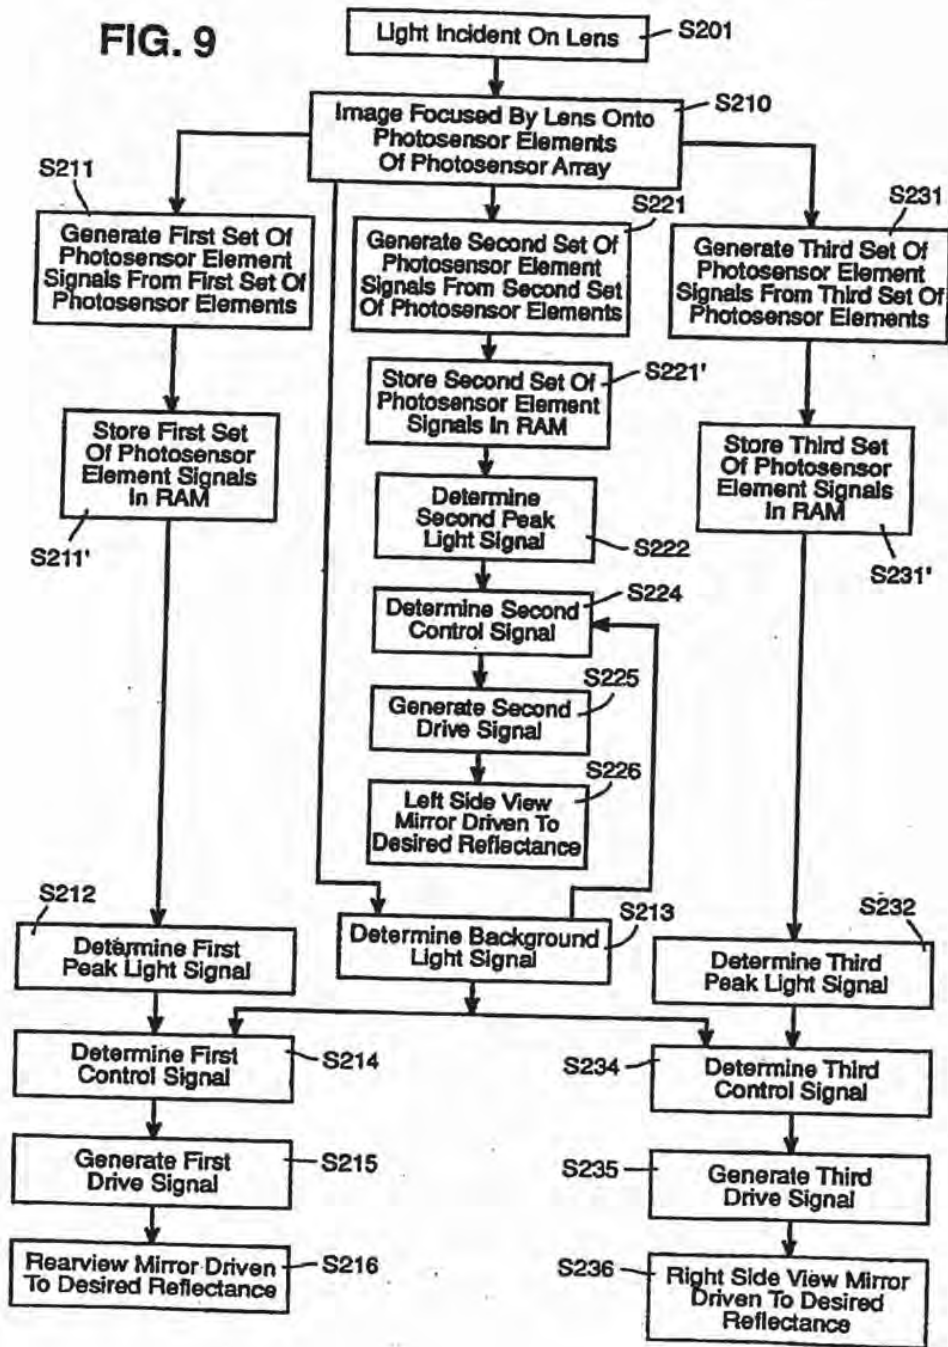 FIG. 9
Light Incident On Lens
S201
Image Focused By Lens Onto
Photosensor Elements
Of Photosensor Array
S210
S211
Generate First Set Of
Photosensor Element
Signals From First Set Of
Photosensor Elements
S221
Generate Second Set Of
Photosensor Element
Signals From Second Set
Of Photosensor Elements
S231
Generate Third Set Of
Photosensor Element
Signals From Third Set Of
Photosensor Elements
Store First Set
Of Photosensor
Element Signals
In RAM
S211'
Store Second Set Of
Photosensor Element
Signals In RAM
S221'
Store Third Set
Of Photosensor
Element Signals
In RAM
S231'
Determine
Second Peak
Light Signal
S222
Determine Second
Control Signal
S224
Generate Second
Drive Signal
S225
Left Side View
Mirror Driven To
Desired Reflectance
S226
S212
Determine First
Peak Light Signal
Determine Background
Light Signal
S213
S232
Determine Third
Peak Light Signal
Determine First
Control Signal
S214
S234
Determine Third
Control Signal
Generate First
Drive Signal
S215
S235
Generate Third
Drive Signal
Rearview Mirror Driven
To Desired Reflectance
S216
S236
Right Side View Mirror
Driven To Desired
Reflectance